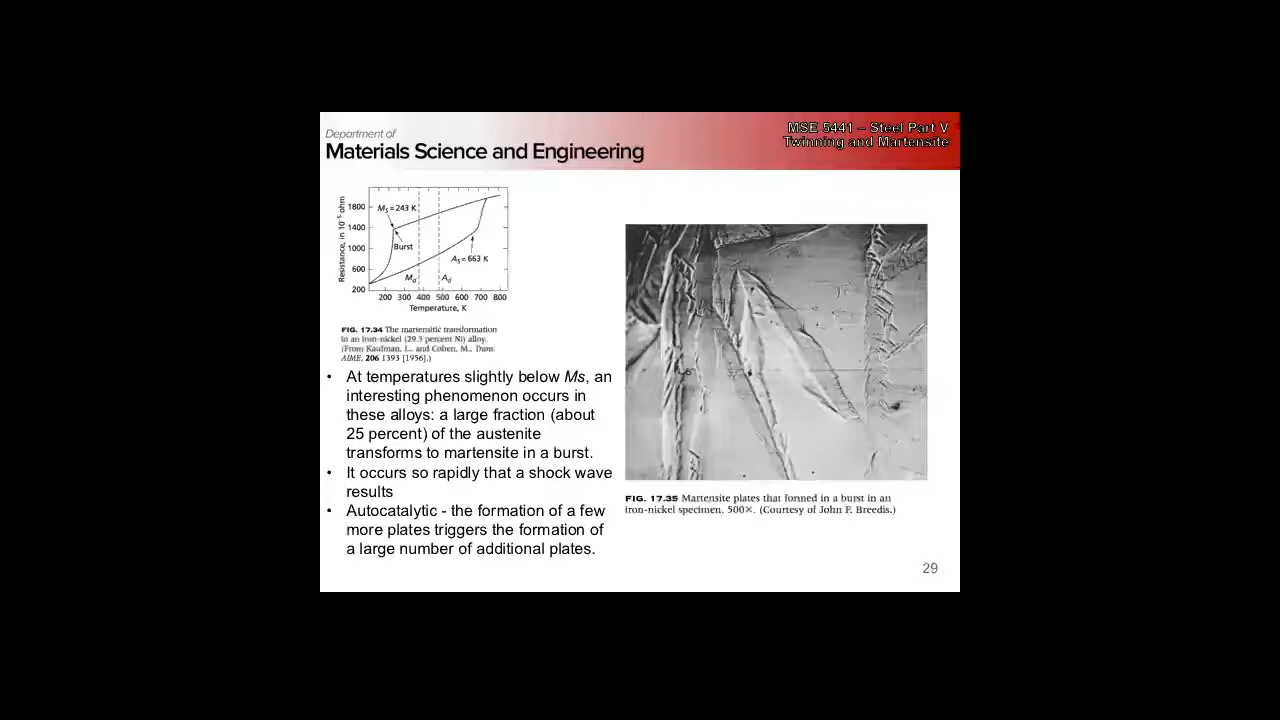 Department of
Materials Science and Engineering
MSE 5441 – Steel Part V
Twinning and Martensite
Resistance, in 10⁻⁵ ohm
1800
1400
1000
600
200
Ms = 243 K
Burst
As = 663 K
Md
Ad
200 300 400 500 600 700 800
Temperature, K
FIG. 17.34 The martensitic transformation
in an iron-nickel (29.5 percent Ni) alloy.
(From Kaufman, L., and Cohen, M., Trans.
AIME, 206 1393 [1956].)
• At temperatures slightly below Ms, an
interesting phenomenon occurs in
these alloys: a large fraction (about
25 percent) of the austenite
transforms to martensite in a burst.
• It occurs so rapidly that a shock wave
results
• Autocatalytic - the formation of a few
more plates triggers the formation of
a large number of additional plates.
FIG. 17.35 Martensite plates that formed in a burst in an
iron-nickel specimen. 500×. (Courtesy of John F. Breedis.)
29